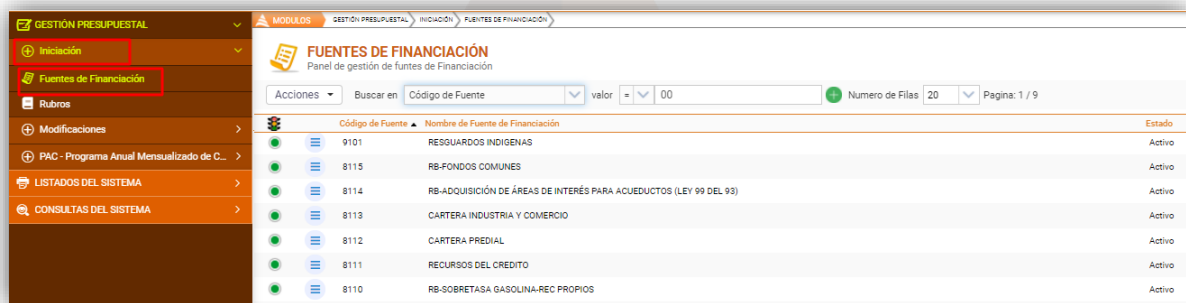 GESTIÓN PRESUPUESTAL
Iniciación
Fuentes de Financiación
Rubros
Modificaciones
PAC - Programa Anual Mensualizado de C...
LISTADOS DEL SISTEMA
CONSULTAS DEL SISTEMA
MODULOS GESTIÓN PRESUPUESTAL INICIACIÓN FUENTES DE FINANCIACIÓN
FUENTES DE FINANCIACIÓN
Panel de gestión de funtes de Financiación
Acciones Buscar en Código de Fuente valor = 00 Numero de Filas 20 Pagina: 1 / 9
Código de Fuente Nombre de Fuente de Financiación Estado
9101 RESGUARDOS INDIGENAS Activo
8115 RB-FONDOS COMUNES Activo
8114 RB-ADQUISICIÓN DE ÁREAS DE INTERÉS PARA ACUEDUCTOS (LEY 99 DEL 93) Activo
8113 CARTERA INDUSTRIA Y COMERCIO Activo
8112 CARTERA PREDIAL Activo
8111 RECURSOS DEL CREDITO Activo
8110 RB-SOBRETASA GASOLINA-REC PROPIOS Activo